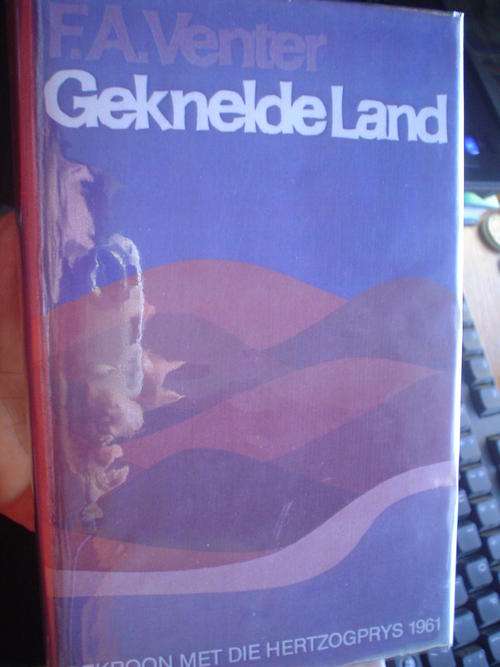 F.A.Venter
Geknelde Land
MET DIE HERTZOGPRYS 1961